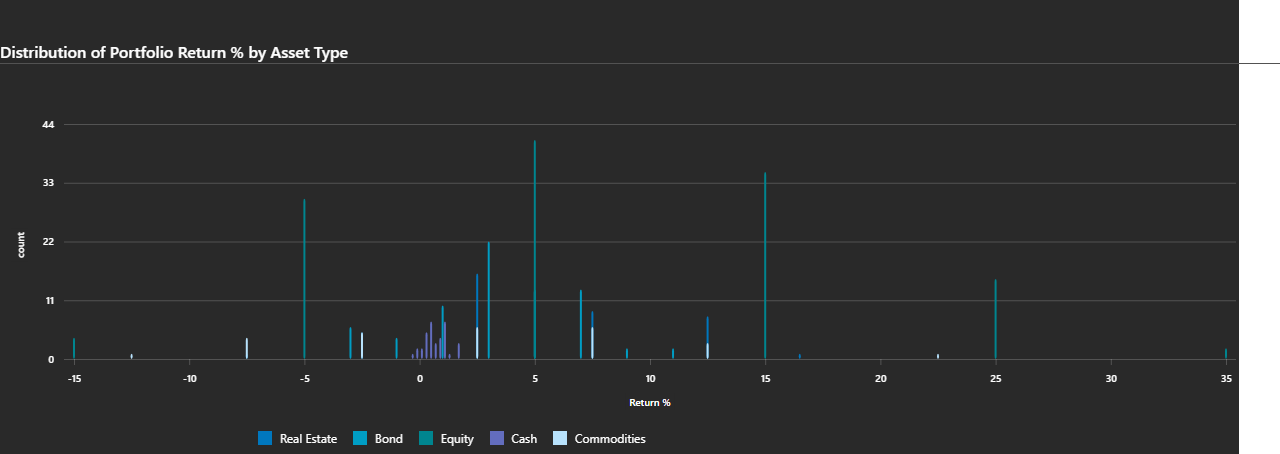 Distribution of Portfolio Return % by Asset Type
44
33
count
22
11
0
-15 -10 -5 0 5 10 15 20 25 30 35
Return %
Real Estate Bond Equity Cash Commodities